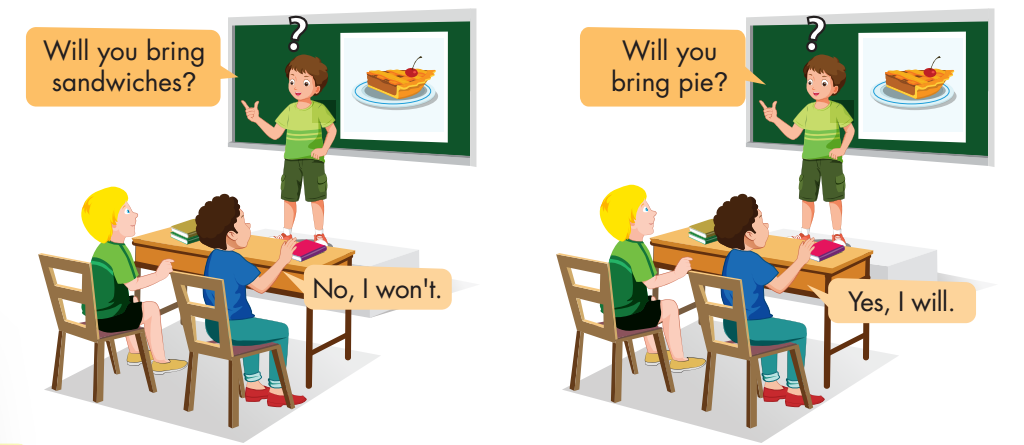 Will you bring
sandwiches?
No, I won't.
Will you
bring pie?
Yes, I will.